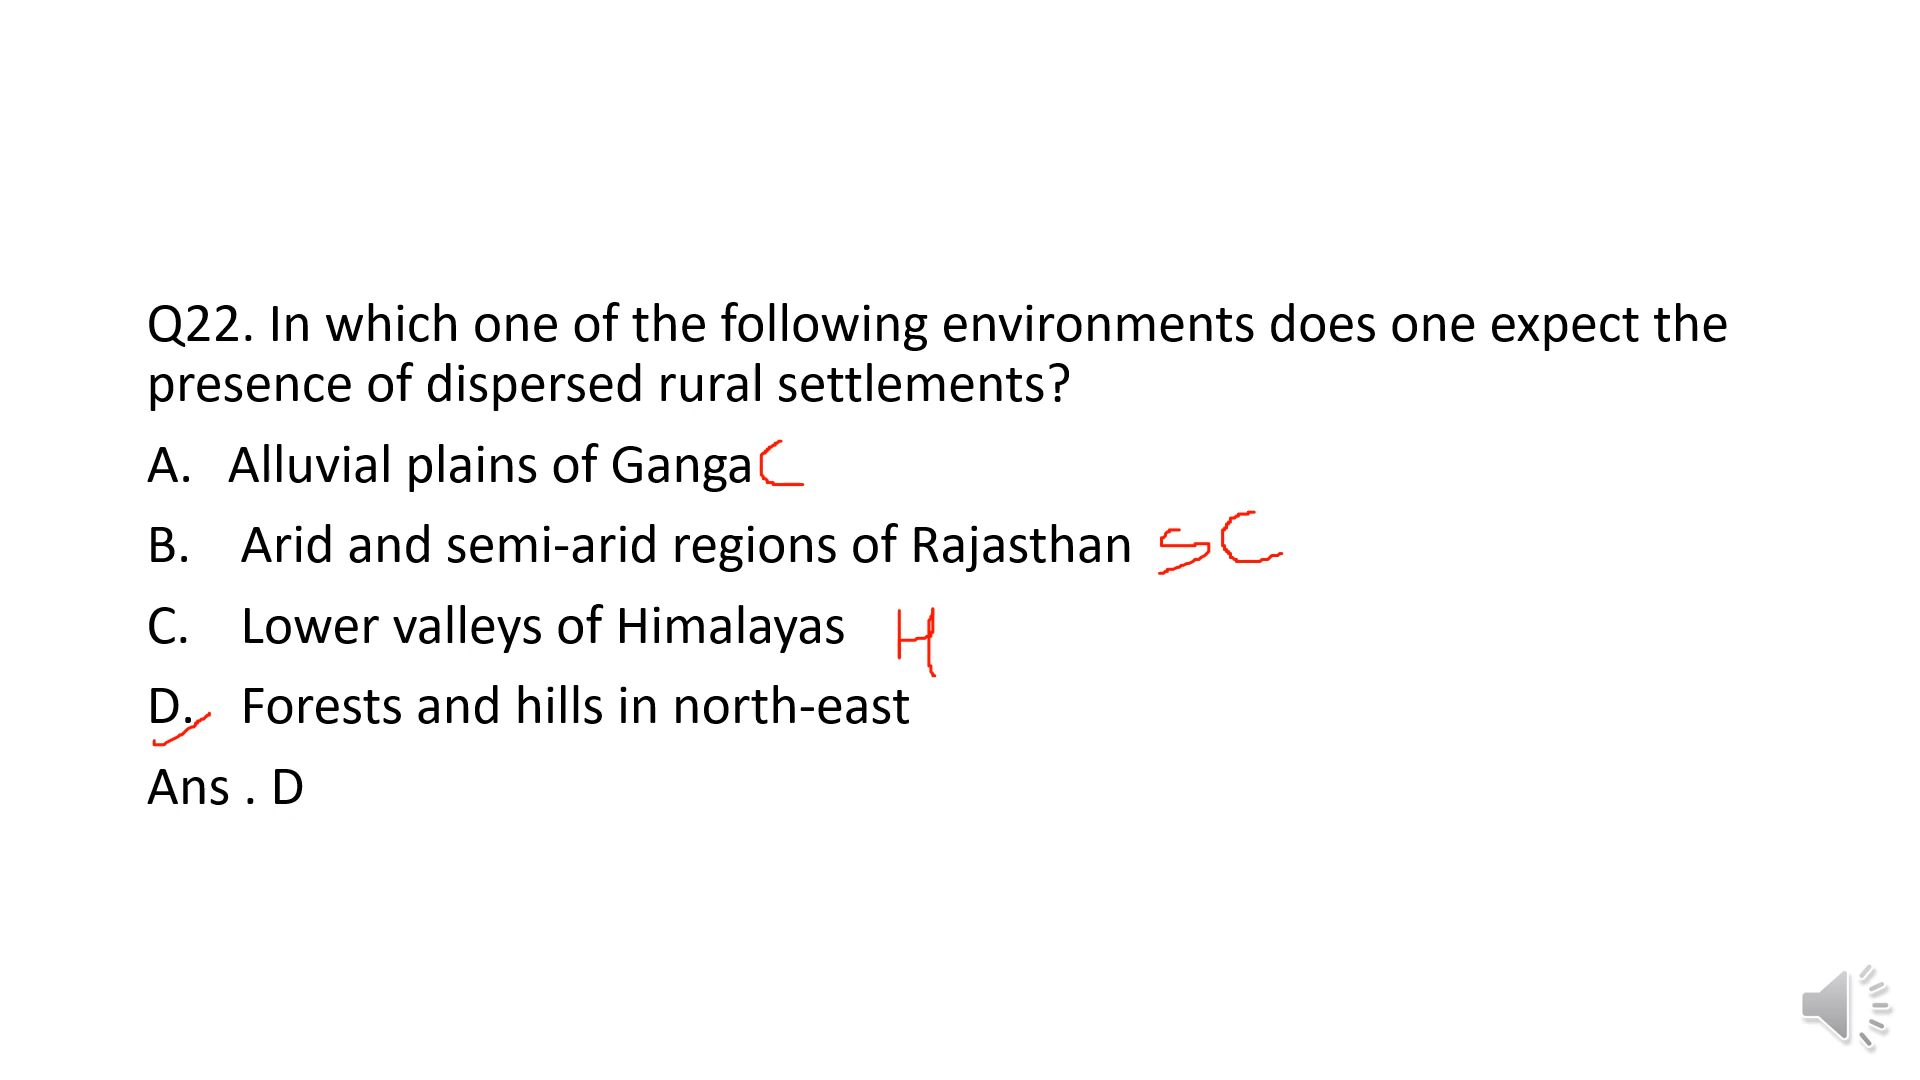 Q22. In which one of the following environments does one expect the
presence of dispersed rural settlements?
A. Alluvial plains of Ganga C
B. Arid and semi-arid regions of Rajasthan SC
C. Lower valleys of Himalayas H
D. Forests and hills in north-east
Ans . D